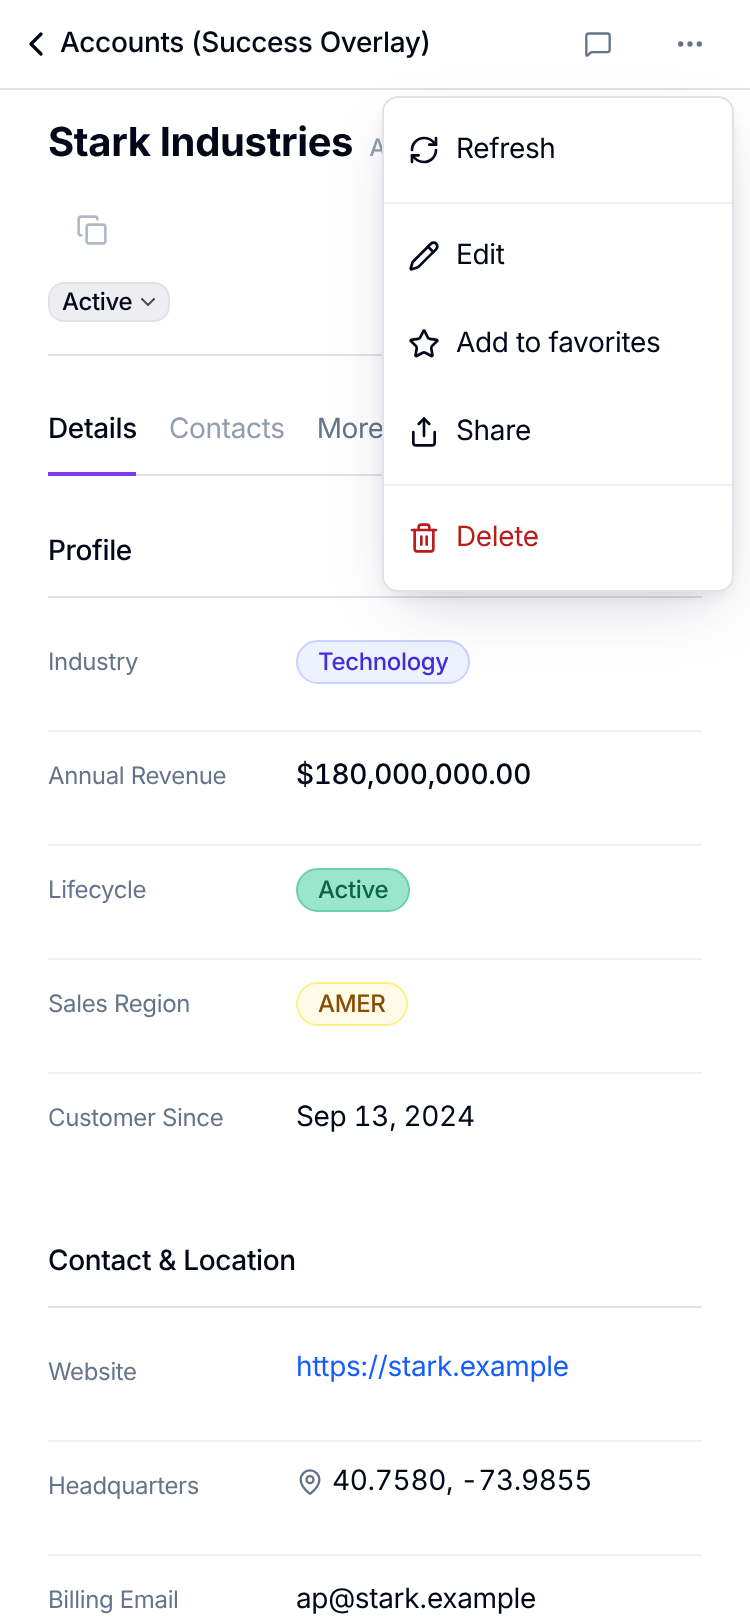 Accounts (Success Overlay)
Stark Industries
Active
Details Contacts More
Refresh
Edit
Add to favorites
Share
Delete
Profile
Industry Technology
Annual Revenue $180,000,000.00
Lifecycle Active
Sales Region AMER
Customer Since Sep 13, 2024
Contact & Location
Website https://stark.example
Headquarters 40.7580, -73.9855
Billing Email ap@stark.example